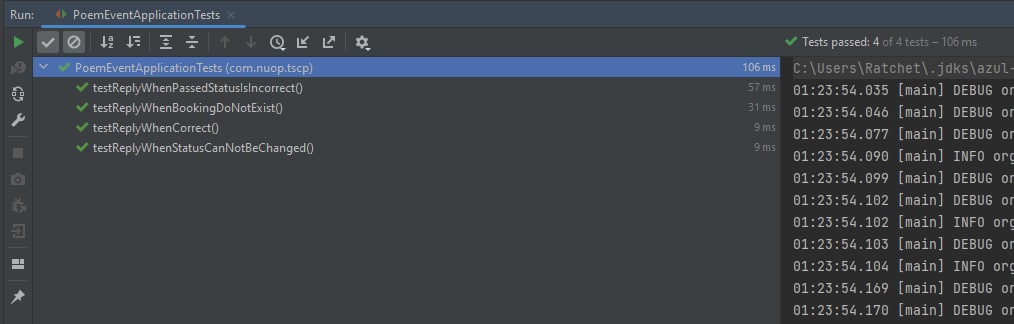 Run: PoemEventApplicationTests
Tests passed: 4 of 4 tests – 106 ms
PoemEventApplicationTests (com.nuop.tscp) 106 ms
testReplyWhenPassedStatusIsIncorrect() 57 ms
testReplyWhenBookingDoNotExist() 31 ms
testReplyWhenCorrect() 9 ms
testReplyWhenStatusCanNotBeChanged() 9 ms
C:\Users\Ratchet\.jdks\azul-
01:23:54.035 [main] DEBUG or
01:23:54.046 [main] DEBUG or
01:23:54.077 [main] DEBUG or
01:23:54.090 [main] INFO org
01:23:54.099 [main] DEBUG or
01:23:54.102 [main] DEBUG or
01:23:54.102 [main] INFO org
01:23:54.103 [main] DEBUG or
01:23:54.104 [main] INFO org
01:23:54.169 [main] DEBUG or
01:23:54.170 [main] DEBUG or